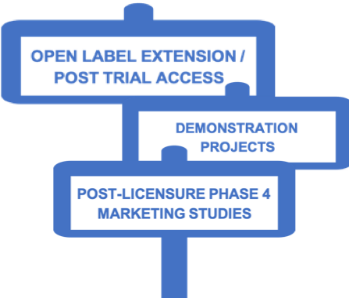 OPEN LABEL EXTENSION /
POST TRIAL ACCESS
DEMONSTRATION
PROJECTS
POST-LICENSURE PHASE 4
MARKETING STUDIES